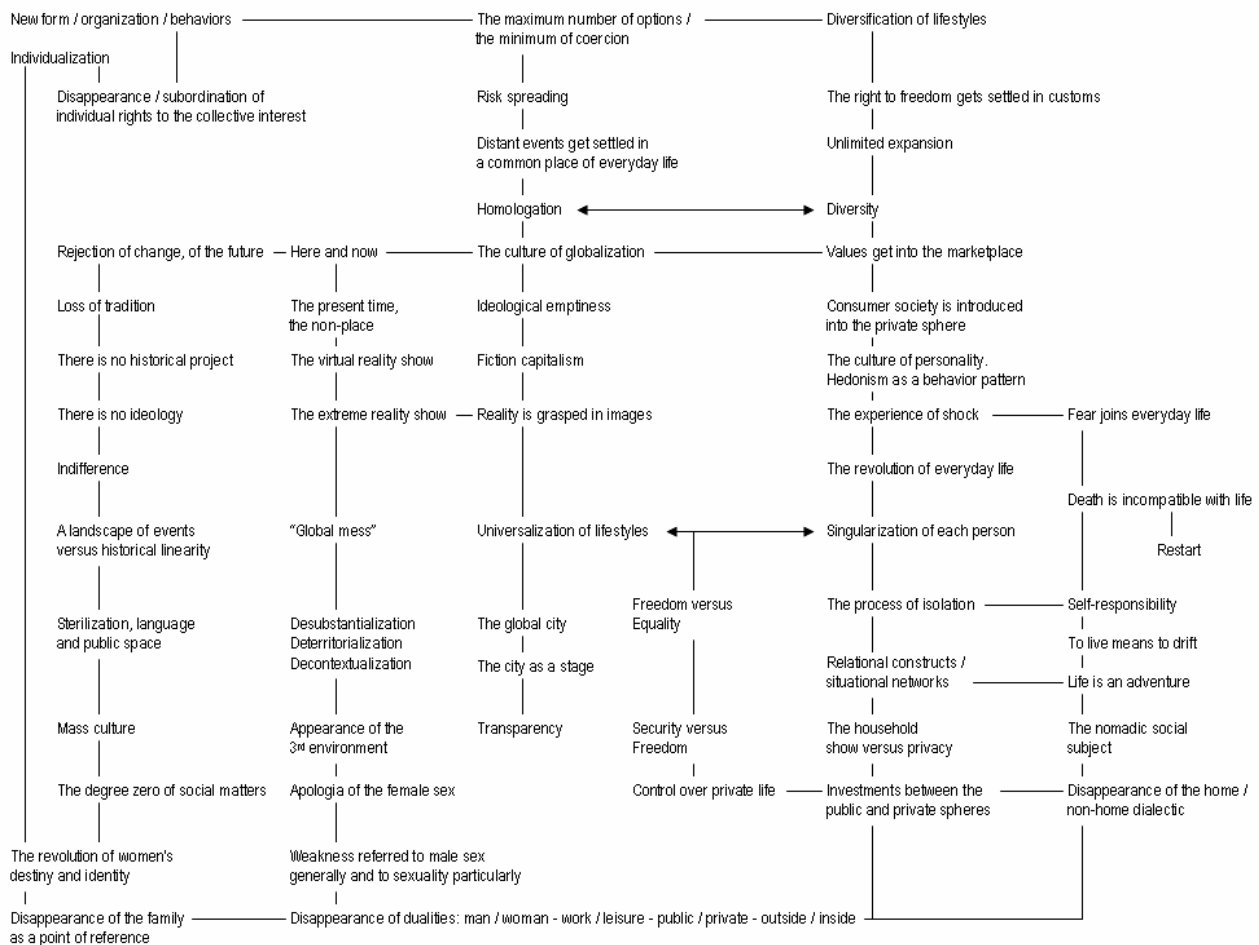 New form / organization / behaviors
The maximum number of options /
the minimum of coercion
Diversification of lifestyles
Individualization
Disappearance / subordination of
individual rights to the collective interest
Risk spreading
The right to freedom gets settled in customs
Distant events get settled in
a common place of everyday life
Unlimited expansion
Homologation
Diversity
Rejection of change, of the future
Here and now
The culture of globalization
Values get into the marketplace
Loss of tradition
The present time,
the non-place
Ideological emptiness
Consumer society is introduced
into the private sphere
There is no historical project
The virtual reality show
Fiction capitalism
The culture of personality.
Hedonism as a behavior pattern
There is no ideology
The extreme reality show
Reality is grasped in images
The experience of shock
Fear joins everyday life
Indifference
The revolution of everyday life
Death is incompatible with life
A landscape of events
versus historical linearity
“Global mess”
Universalization of lifestyles
Singularization of each person
Restart
Freedom versus
Equality
The process of isolation
Self-responsibility
Sterilization, language
and public space
Desubstantialization
Deterritorialization
Decontextualization
The global city
To live means to drift
The city as a stage
Relational constructs /
situational networks
Life is an adventure
Mass culture
Appearance of the
3rd environment
Transparency
Security versus
Freedom
The household
show versus privacy
The nomadic social
subject
The degree zero of social matters
Apologia of the female sex
Control over private life
Investments between the
public and private spheres
Disappearance of the home /
non-home dialectic
The revolution of women's
destiny and identity
Weakness referred to male sex
generally and to sexuality particularly
Disappearance of the family
as a point of reference
Disappearance of dualities: man / woman - work / leisure - public / private - outside / inside